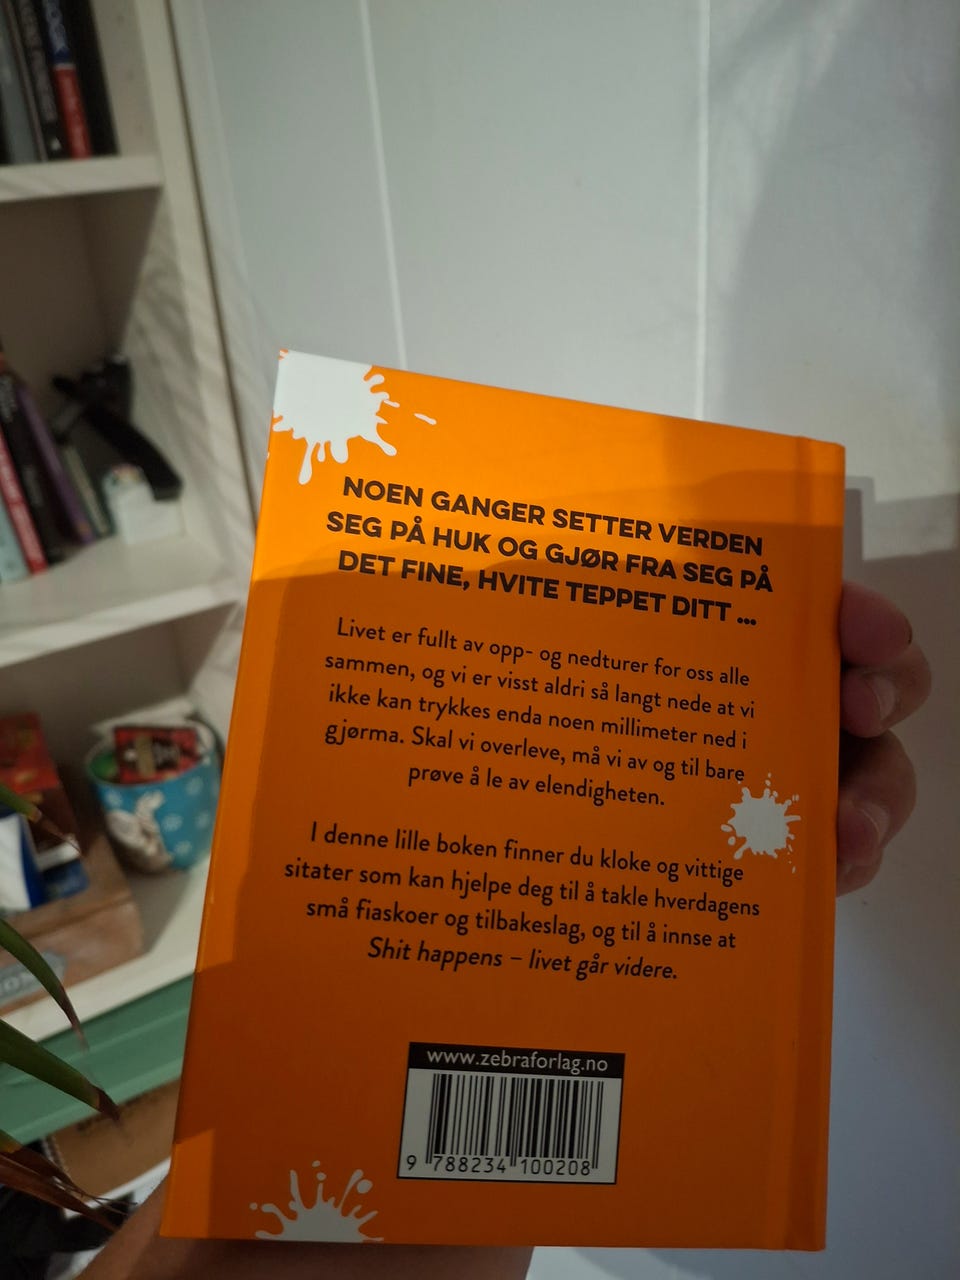 NOEN GANGER SETTER VERDEN
SEG PÅ HUK OG GJØR FRA SEG PÅ
DET FINE, HVITE TEPPET DITT ...
Livet er fullt av opp- og nedturer for oss alle
sammen, og vi er visst aldri så langt nede at vi
ikke kan trykkes enda noen millimeter ned i
gjørma. Skal vi overleve, må vi av og til bare
prøve å le av elendigheten.
I denne lille boken finner du kloke og vittige
sitater som kan hjelpe deg til å takle hverdagens
små fiaskoer og tilbakeslag, og til å innse at
Shit happens – livet går videre.
www.zebraforlag.no
9 788234 100208